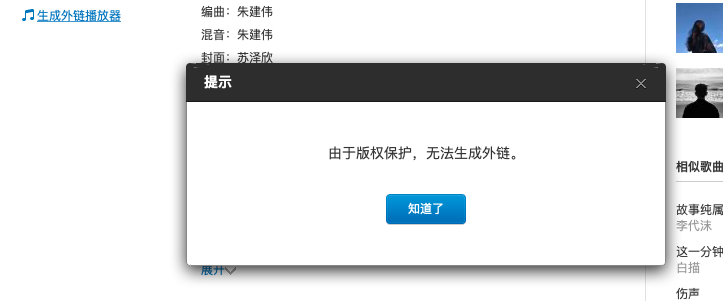 生成外链播放器
编曲：朱建伟
混音：朱建伟
封面：苏泽欣
提示
由于版权保护，无法生成外链。
知道了
展开
相似歌曲
故事纯属
李代沫
这一分钟
白描
伤声